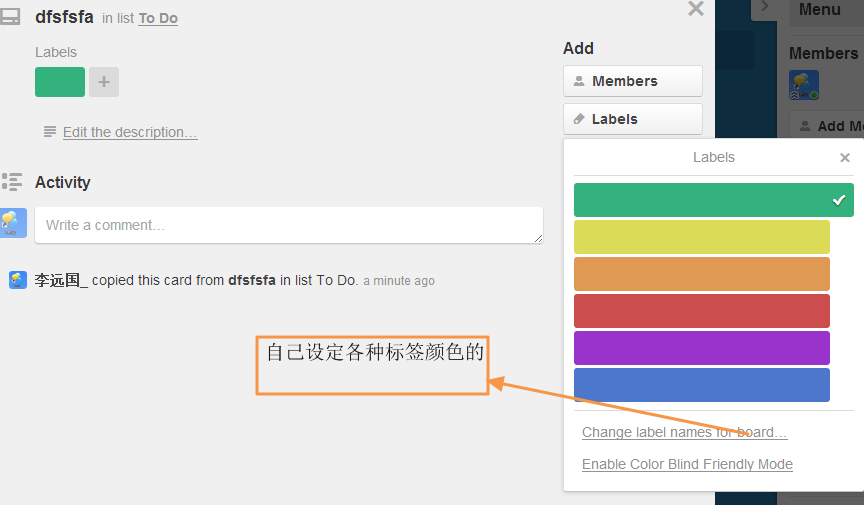 dfsfsfa in list To Do
Menu
Labels
Add
Members
+
Members
Labels
Add Me
Edit the description…
Labels
Activity
Write a comment…
李远国_ copied this card from dfsfsfa in list To Do. a minute ago
自己设定各种标签颜色的
Change label names for board…
Enable Color Blind Friendly Mode